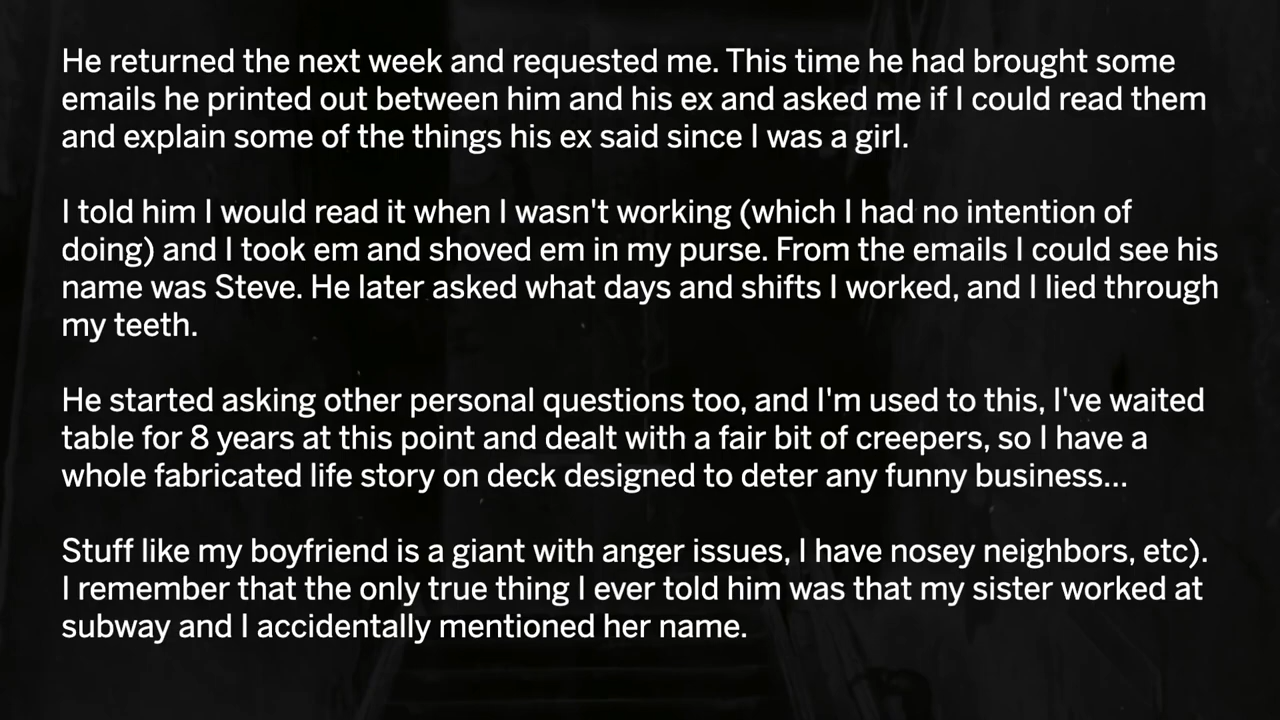 He returned the next week and requested me. This time he had brought some
emails he printed out between him and his ex and asked me if I could read them
and explain some of the things his ex said since I was a girl.
I told him I would read it when I wasn't working (which I had no intention of
doing) and I took em and shoved em in my purse. From the emails I could see his
name was Steve. He later asked what days and shifts I worked, and I lied through
my teeth.
He started asking other personal questions too, and I'm used to this, I've waited
table for 8 years at this point and dealt with a fair bit of creepers, so I have a
whole fabricated life story on deck designed to deter any funny business...
Stuff like my boyfriend is a giant with anger issues, I have nosey neighbors, etc).
I remember that the only true thing I ever told him was that my sister worked at
subway and I accidentally mentioned her name.